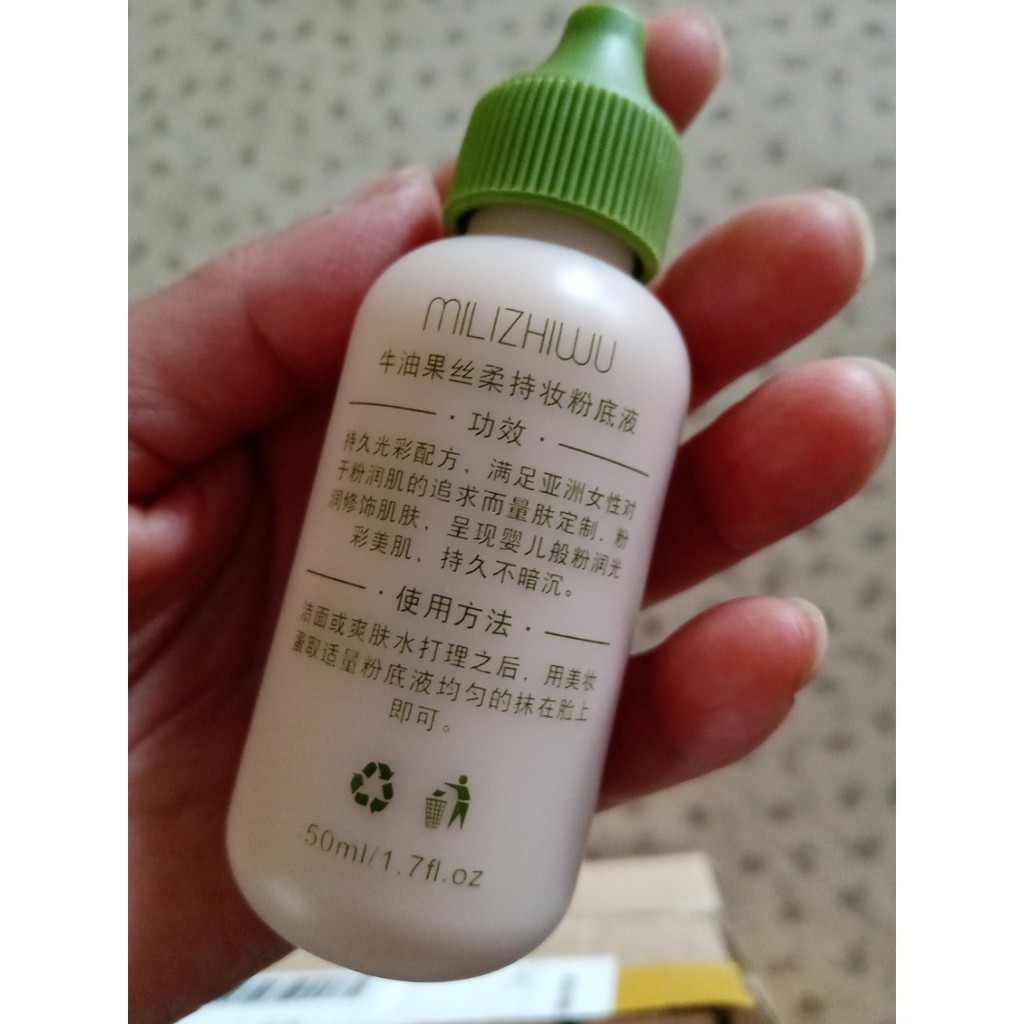 MILIZHIWU
牛油果丝柔持妆粉底液
·功效·
持久光彩配方，满足亚洲女性对
于粉润肌的追求而量肤定制，粉
润修饰肌肤，呈现婴儿般粉润光
彩美肌，持久不暗沉。
·使用方法·
洁面或爽肤水打理之后，用美妆
蛋取适量粉底液均匀的抹在脸上
即可。
50ml/1.7fl.oz